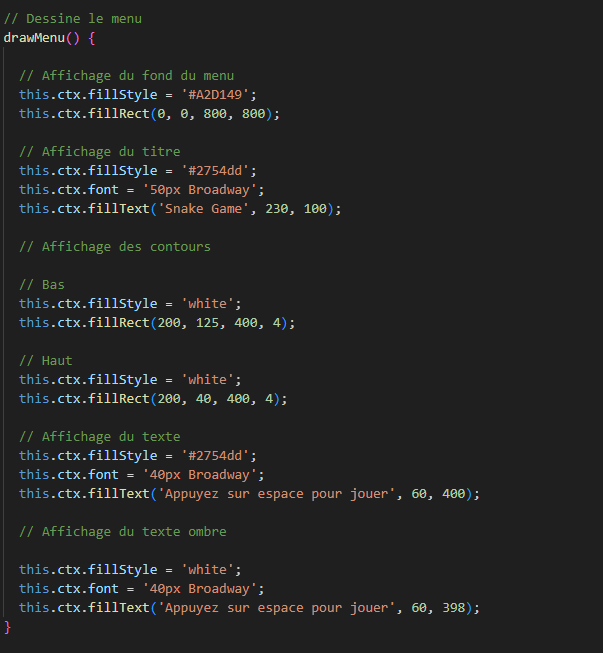 // Dessine le menu
drawMenu() {
// Affichage du fond du menu
this.ctx.fillStyle = '#A2D149';
this.ctx.fillRect(0, 0, 800, 800);
// Affichage du titre
this.ctx.fillStyle = '#2754dd';
this.ctx.font = '50px Broadway';
this.ctx.fillText('Snake Game', 230, 100);
// Affichage des contours
// Bas
this.ctx.fillStyle = 'white';
this.ctx.fillRect(200, 125, 400, 4);
// Haut
this.ctx.fillStyle = 'white';
this.ctx.fillRect(200, 40, 400, 4);
// Affichage du texte
this.ctx.fillStyle = '#2754dd';
this.ctx.font = '40px Broadway';
this.ctx.fillText('Appuyez sur espace pour jouer', 60, 400);
// Affichage du texte ombre
this.ctx.fillStyle = 'white';
this.ctx.font = '40px Broadway';
this.ctx.fillText('Appuyez sur espace pour jouer', 60, 398);
}